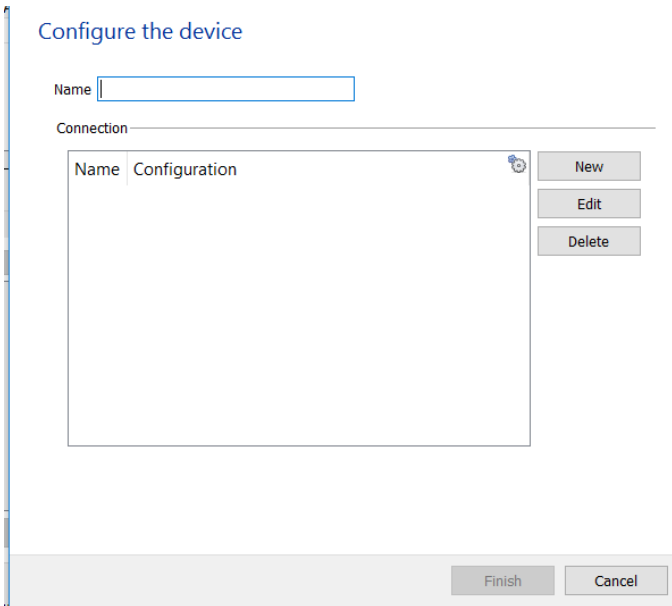 Configure the device
Name
Connection
Name Configuration
New
Edit
Delete
Finish
Cancel